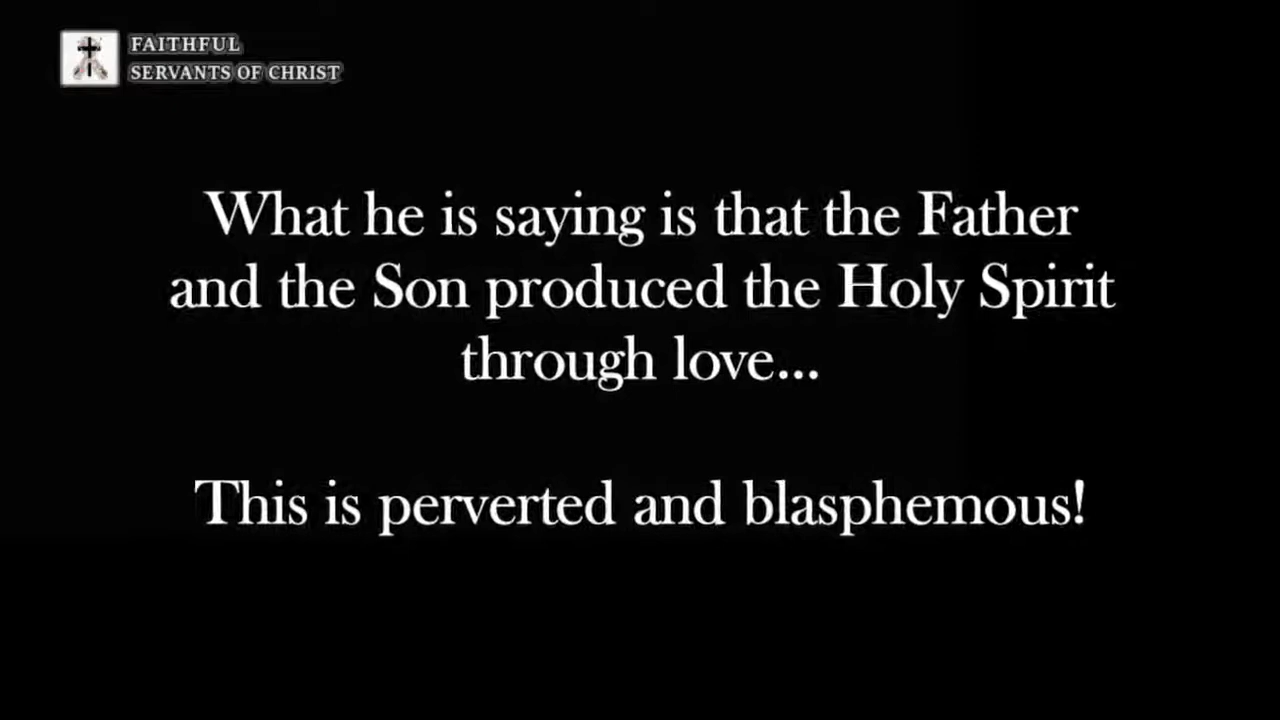 FAITHFUL
SERVANTS OF CHRIST
What he is saying is that the Father
and the Son produced the Holy Spirit
through love...
This is perverted and blasphemous!